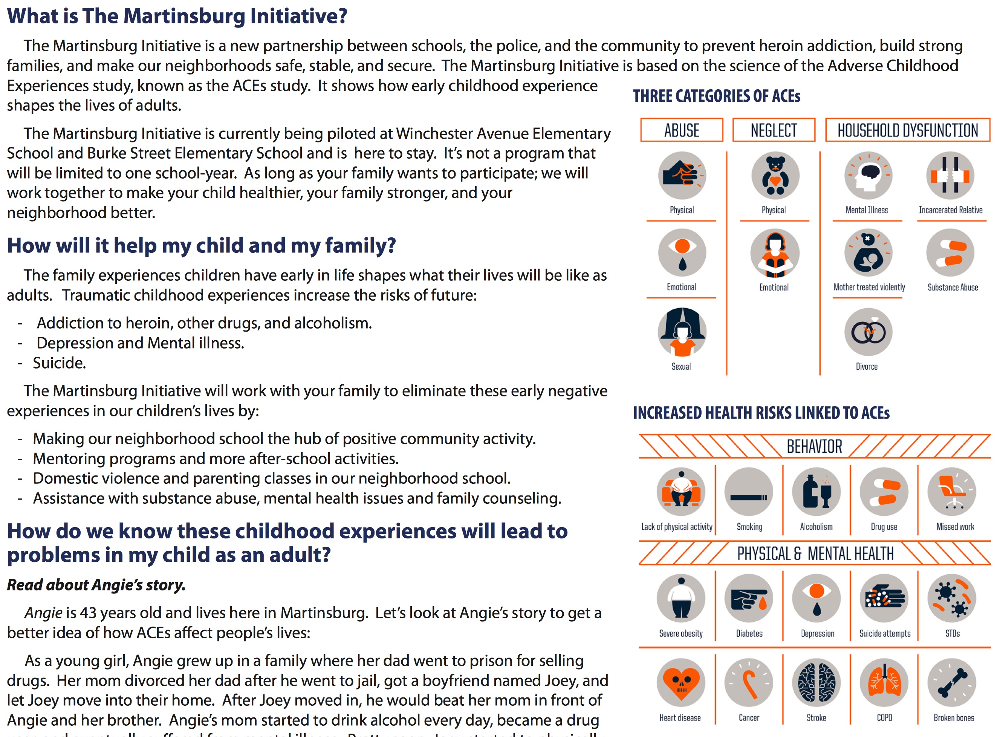 What is The Martinsburg Initiative?
The Martinsburg Initiative is a new partnership between schools, the police, and the community to prevent heroin addiction, build strong
families, and make our neighborhoods safe, stable, and secure. The Martinsburg Initiative is based on the science of the Adverse Childhood
Experiences study, known as the ACEs study. It shows how early childhood experience
shapes the lives of adults.
The Martinsburg Initiative is currently being piloted at Winchester Avenue Elementary
School and Burke Street Elementary School and is here to stay. It's not a program that
will be limited to one school-year. As long as your family wants to participate; we will
work together to make your child healthier, your family stronger, and your
neighborhood better.
How will it help my child and my family?
The family experiences children have early in life shapes what their lives will be like as
adults. Traumatic childhood experiences increase the risks of future:
- Addiction to heroin, other drugs, and alcoholism.
- Depression and Mental illness.
- Suicide.
The Martinsburg Initiative will work with your family to eliminate these early negative
experiences in our children's lives by:
- Making our neighborhood school the hub of positive community activity.
- Mentoring programs and more after-school activities.
- Domestic violence and parenting classes in our neighborhood school.
- Assistance with substance abuse, mental health issues and family counseling.
How do we know these childhood experiences will lead to
problems in my child as an adult?
Read about Angie's story.
Angie is 43 years old and lives here in Martinsburg. Let's look at Angie's story to get a
better idea of how ACEs affect people's lives:
As a young girl, Angie grew up in a family where her dad went to prison for selling
drugs. Her mom divorced her dad after he went to jail, got a boyfriend named Joey, and
let Joey move into their home. After Joey moved in, he would beat her mom in front of
Angie and her brother. Angie's mom started to drink alcohol every day, became a drug
user, and eventually suffered from mental illness. Pretty soon, Joey started to physically
THREE CATEGORIES OF ACEs
ABUSE NEGLECT HOUSEHOLD DYSFUNCTION
Physical Physical Mental Illness Incarcerated Relative
Emotional Emotional Mother treated violently Substance Abuse
Sexual Divorce
INCREASED HEALTH RISKS LINKED TO ACEs
BEHAVIOR
Lack of physical activity Smoking Alcoholism Drug use Missed work
PHYSICAL & MENTAL HEALTH
Severe obesity Diabetes Depression Suicide attempts STDs
Heart disease Cancer Stroke COPD Broken bones